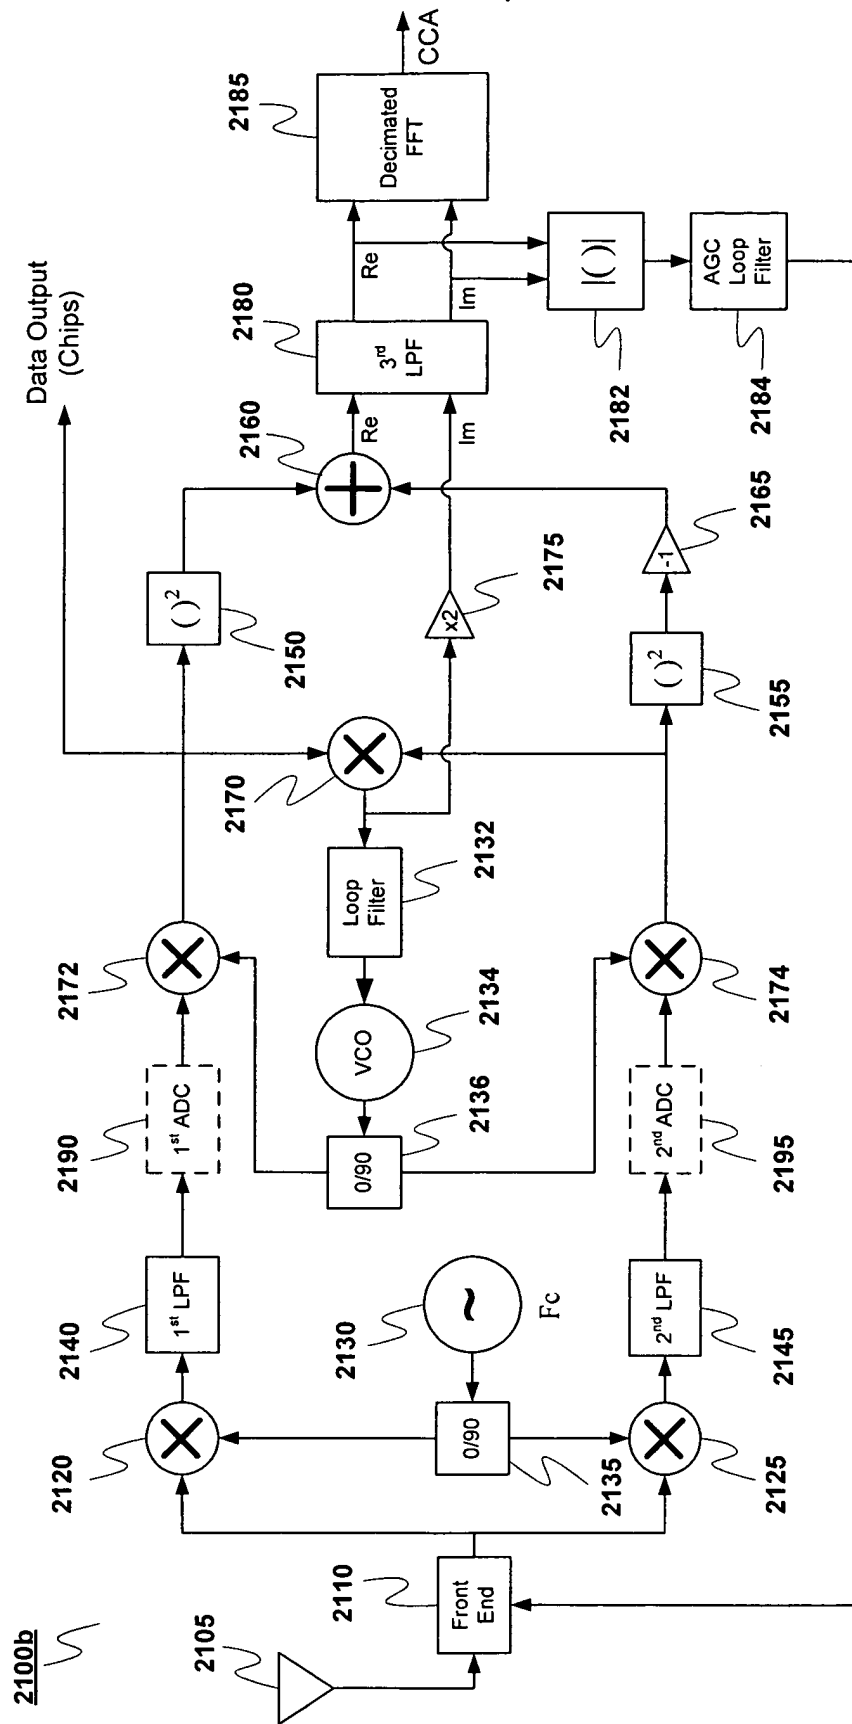 2100b
2105
2110
Front
End
2120
2125
2130
~
Fc
2135
0/90
2140
1st LPF
2145
2nd LPF
2190
1st ADC
2195
2nd ADC
2136
0/90
2134
VCO
2132
Loop
Filter
2172
2174
2170
Data Output
(Chips)
2150
( )²
2155
( )²
2175
x2
2165
-1
2160
Re
Im
2180
3rd
LPF
Re
Im
2182
|( )|
2184
AGC
Loop
Filter
2185
Decimated
FFT
CCA